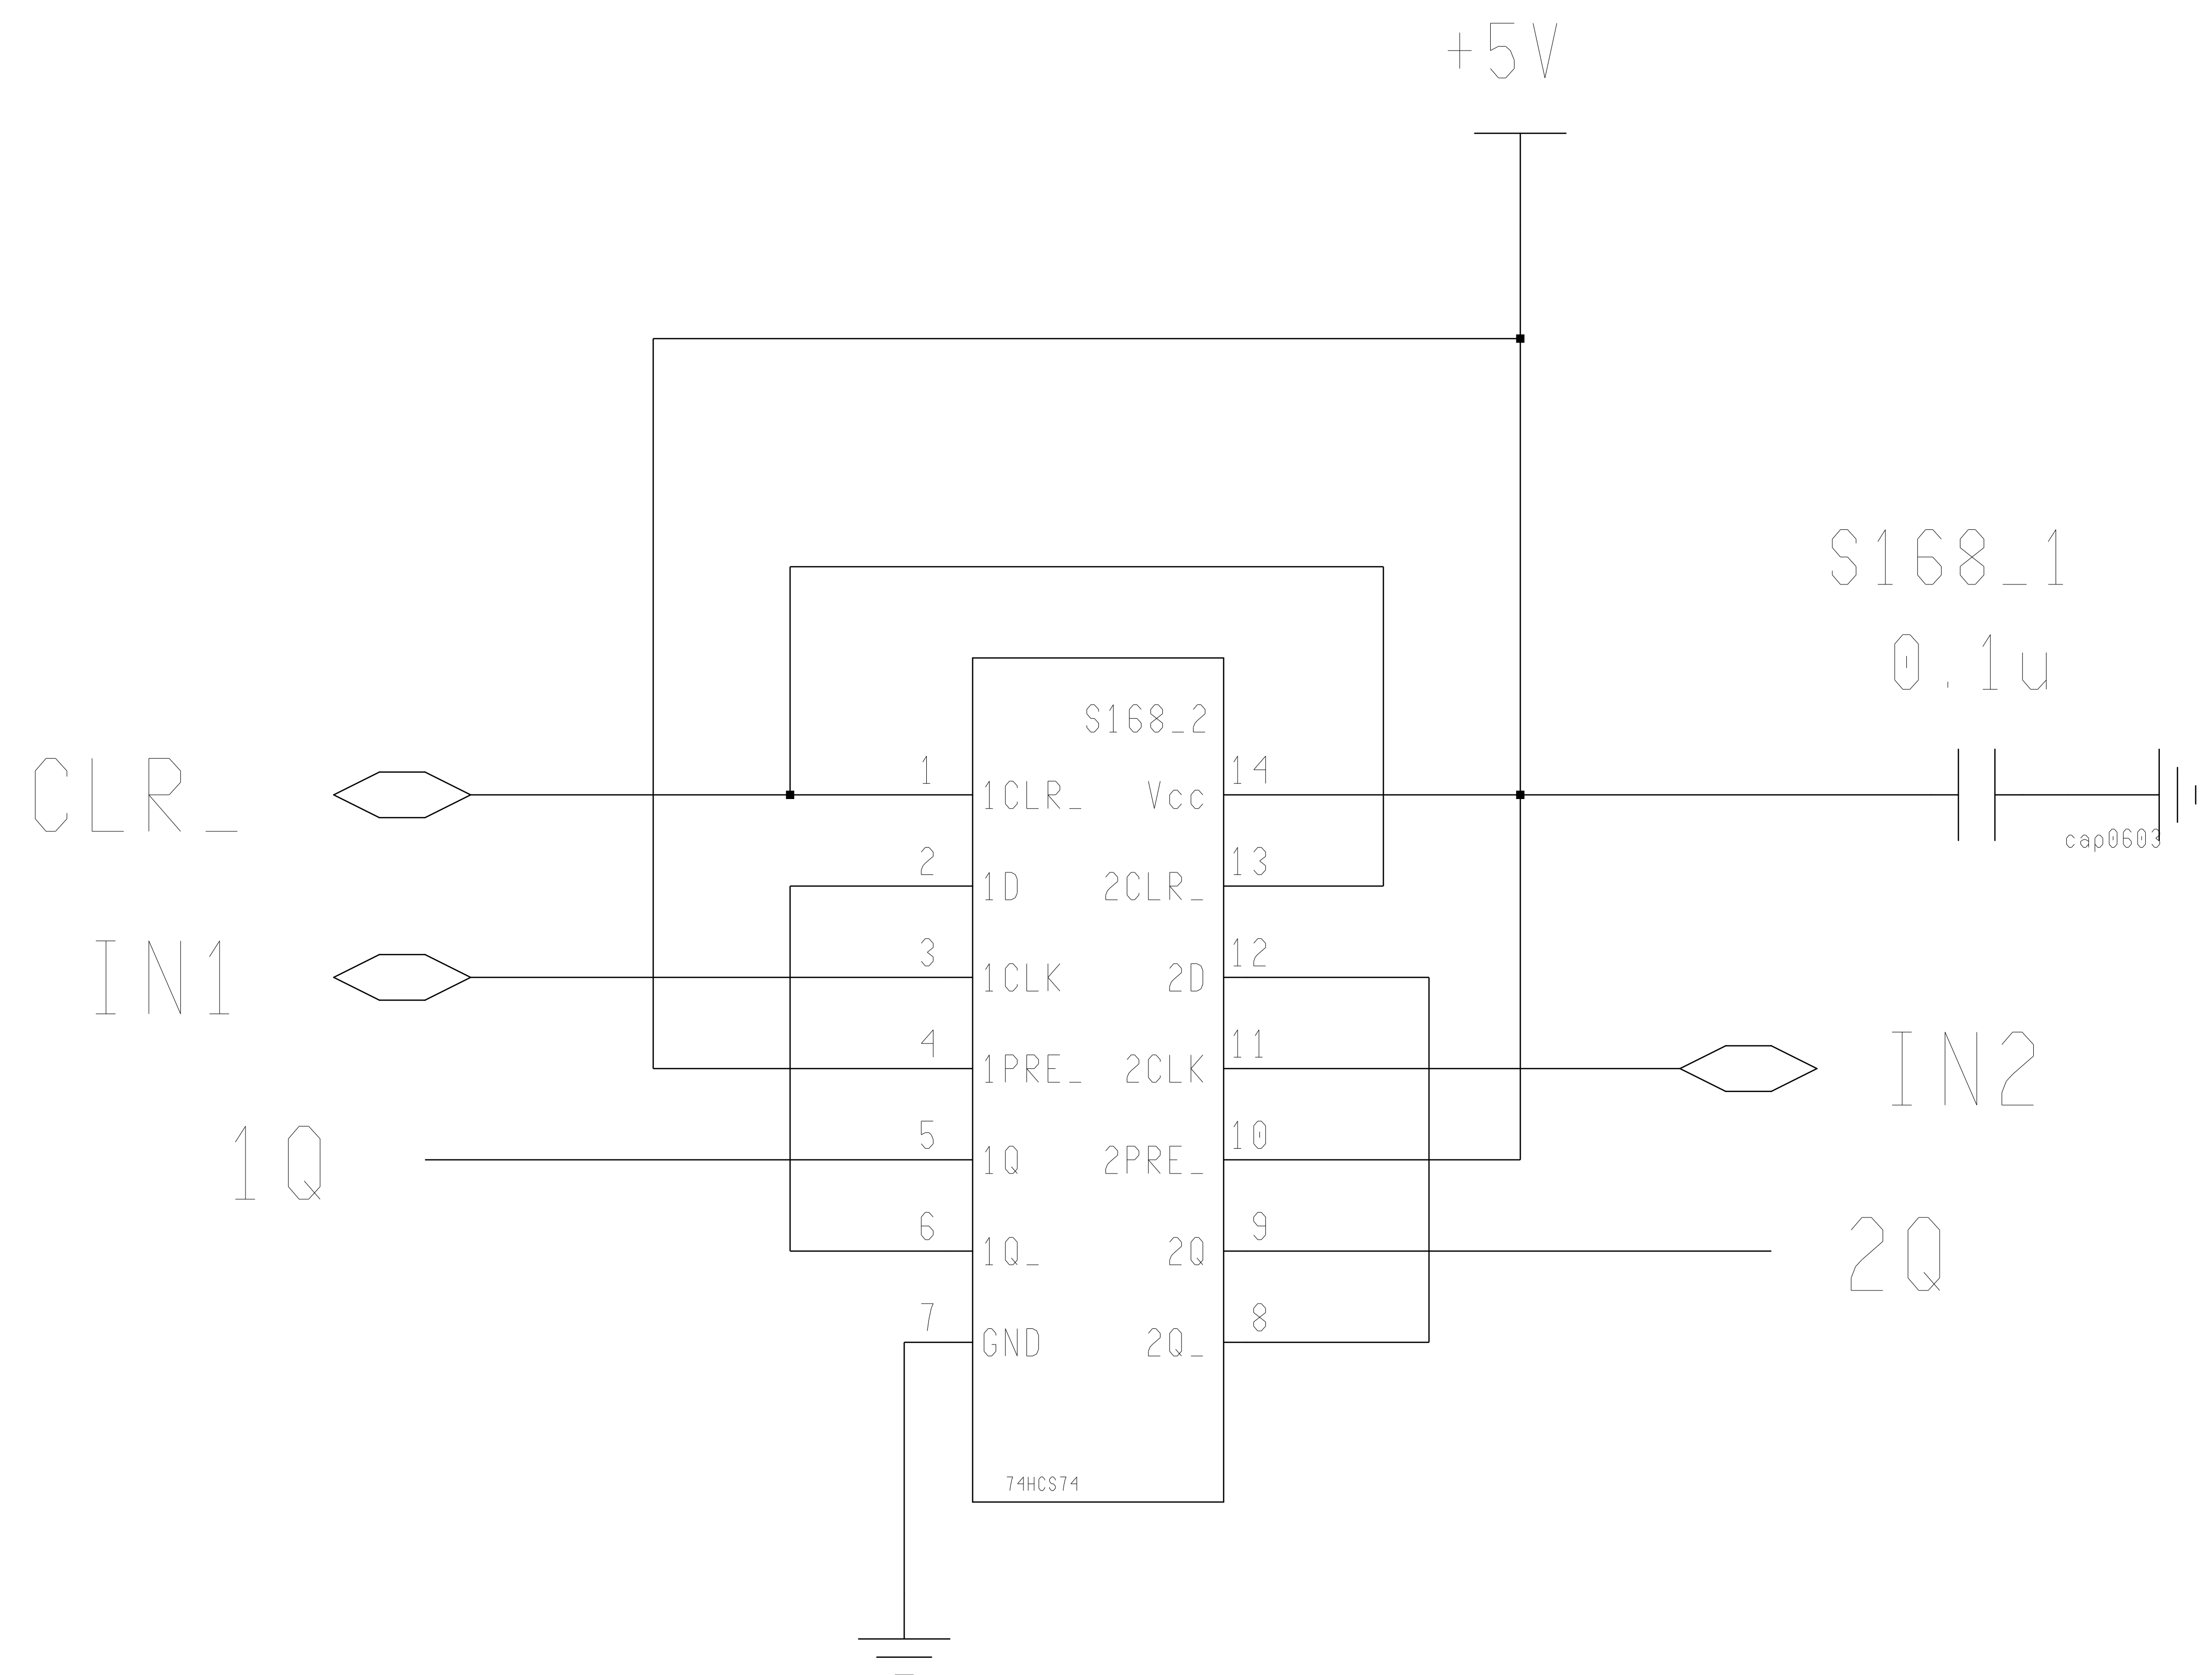 +5V
S168_1
0.1u
cap0603
S168_2
CLR_
1
1CLR_
Vcc
14
2
1D
2CLR_
13
IN1
3
1CLK
2D
12
4
1PRE_
2CLK
11
IN2
1Q
5
1Q
2PRE_
10
6
1Q_
2Q
9
2Q
7
GND
2Q_
8
74HCS74